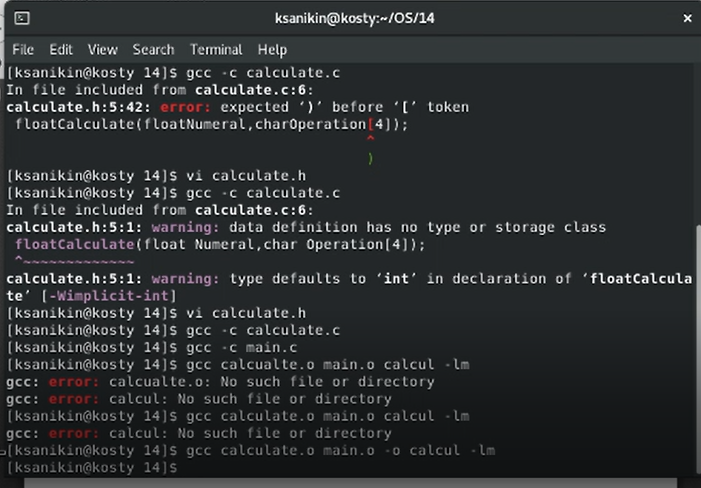 ksanikin@kosty:~/OS/14
File Edit View Search Terminal Help
[ksanikin@kosty 14]$ gcc -c calculate.c
In file included from calculate.c:6:
calculate.h:5:42: error: expected ‘)’ before ‘[’ token
floatCalculate(floatNumeral,charOperation[4]);
^
)
[ksanikin@kosty 14]$ vi calculate.h
[ksanikin@kosty 14]$ gcc -c calculate.c
In file included from calculate.c:6:
calculate.h:5:1: warning: data definition has no type or storage class
floatCalculate(float Numeral,char Operation[4]);
^~~~~~~~~~~~~~
calculate.h:5:1: warning: type defaults to ‘int’ in declaration of ‘floatCalcula
te’ [-Wimplicit-int]
[ksanikin@kosty 14]$ vi calculate.h
[ksanikin@kosty 14]$ gcc -c calculate.c
[ksanikin@kosty 14]$ gcc -c main.c
[ksanikin@kosty 14]$ gcc calcualte.o main.o calcul -lm
gcc: error: calcualte.o: No such file or directory
gcc: error: calcul: No such file or directory
[ksanikin@kosty 14]$ gcc calculate.o main.o calcul -lm
gcc: error: calcul: No such file or directory
[ksanikin@kosty 14]$ gcc calculate.o main.o -o calcul -lm
[ksanikin@kosty 14]$